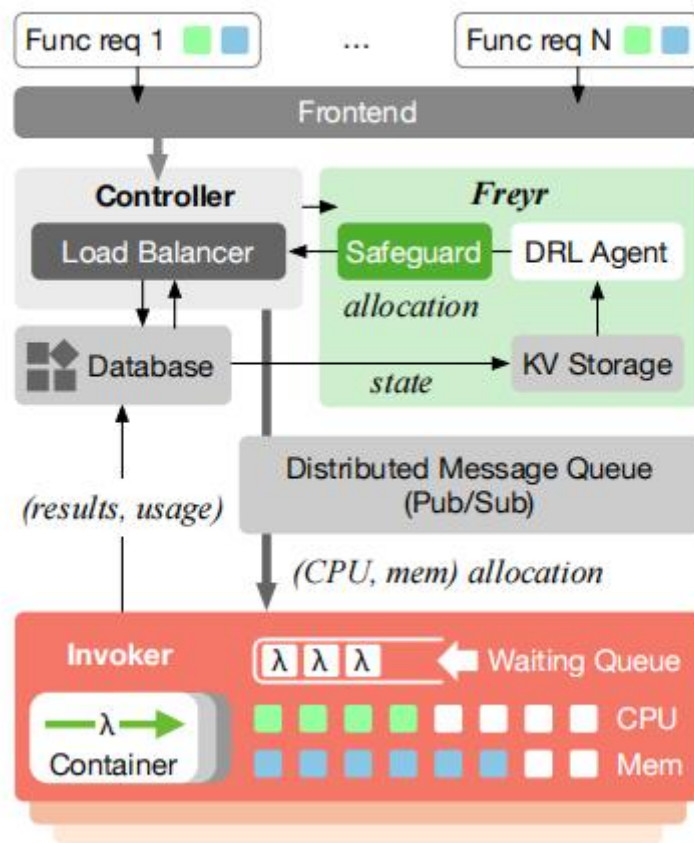 Func req 1
...
Func req N
Frontend
Controller
Freyr
Load Balancer
Safeguard
DRL Agent
allocation
Database
state
KV Storage
Distributed Message Queue
(Pub/Sub)
(results, usage)
(CPU, mem) allocation
Invoker
λ λ λ
Waiting Queue
λ
Container
CPU
Mem